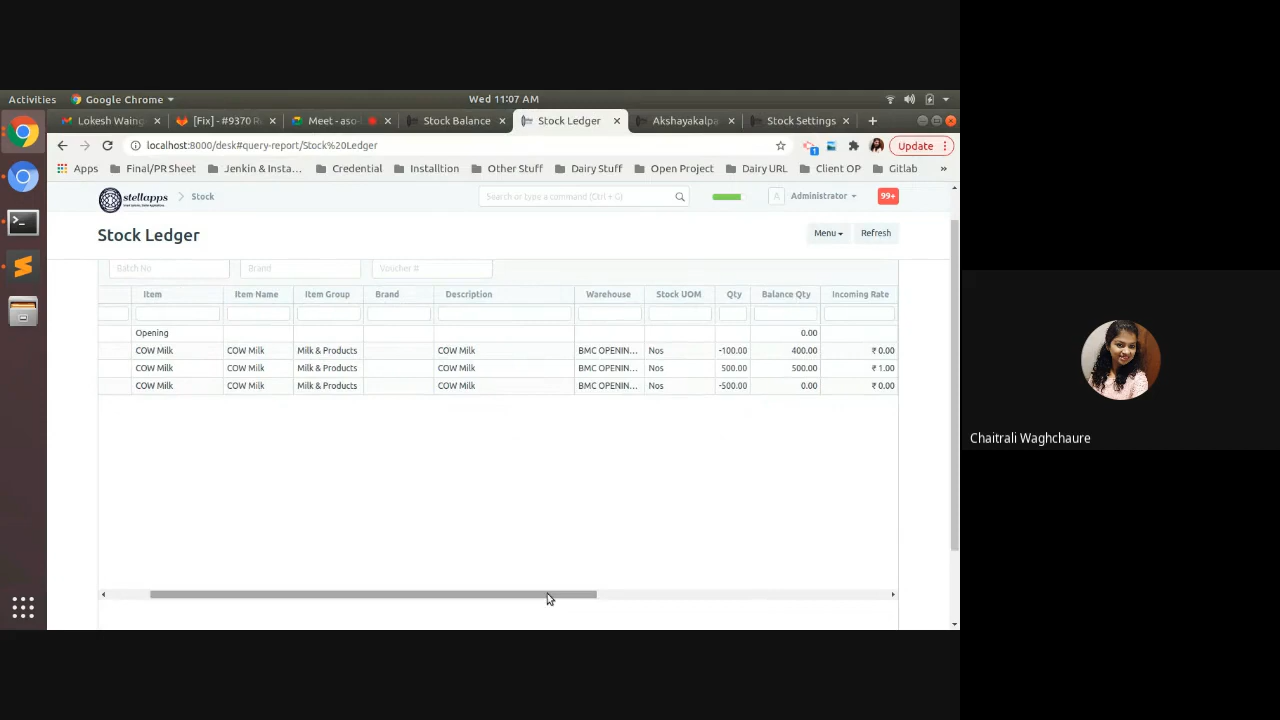 Activities Google Chrome Wed 11:07 AM
Lokesh Waing [Fix] - #9370 R Meet - aso- Stock Balance Stock Ledger Akshayakalpa Stock Settings
localhost:8000/desk#query-report/Stock%20Ledger Update
Apps Final/PR Sheet Jenkin & Insta... Credential Installtion Other Stuff Dairy Stuff Open Project Dairy URL Client OP Gitlab »
stellapps Stock Search or type a command (Ctrl + G) A Administrator 99+
Stock Ledger Menu Refresh
Batch No Brand Voucher #
Item Item Name Item Group Brand Description Warehouse Stock UOM Qty Balance Qty Incoming Rate
Opening 0.00
COW Milk COW Milk Milk & Products COW Milk BMC OPENIN... Nos -100.00 400.00 ₹ 0.00
COW Milk COW Milk Milk & Products COW Milk BMC OPENIN... Nos 500.00 500.00 ₹ 1.00
COW Milk COW Milk Milk & Products COW Milk BMC OPENIN... Nos -500.00 0.00 ₹ 0.00
Chaitrali Waghchaure